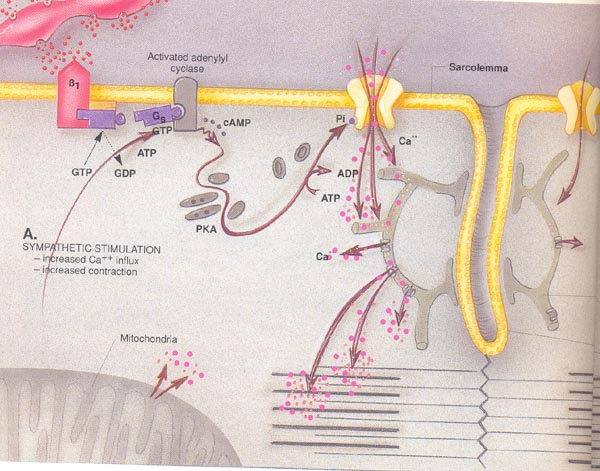 Activated adenylyl
cyclase
Sarcolemma
ß1
Gs
GTP
cAMP
Pi
Ca++
ATP
GTP
GDP
ADP
ATP
PKA
A.
SYMPATHETIC STIMULATION
– increased Ca++ influx
– increased contraction
Ca
Mitochondria